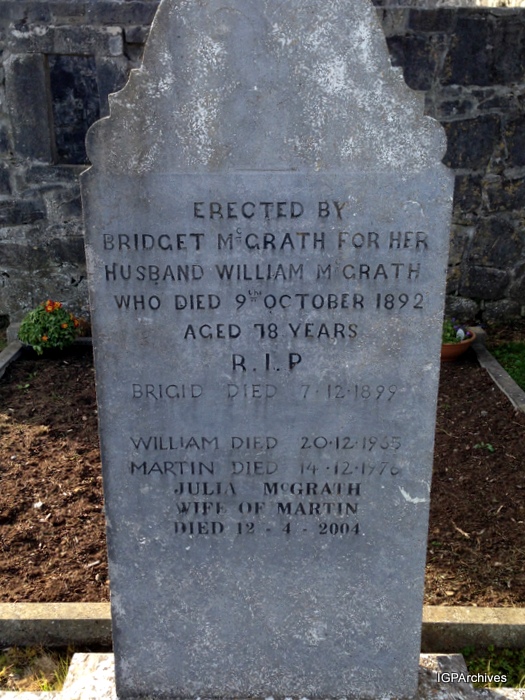 ERECTED BY
BRIDGET McGRATH FOR HER
HUSBAND WILLIAM McGRATH
WHO DIED 9TH OCTOBER 1892
AGED 78 YEARS
R.I.P
BRIGID DIED 7·12·1899
WILLIAM DIED 20·12·1965
MARTIN DIED 14·12·1976
JULIA McGRATH
WIFE OF MARTIN
DIED 12 - 4 - 2004
IGPArchives